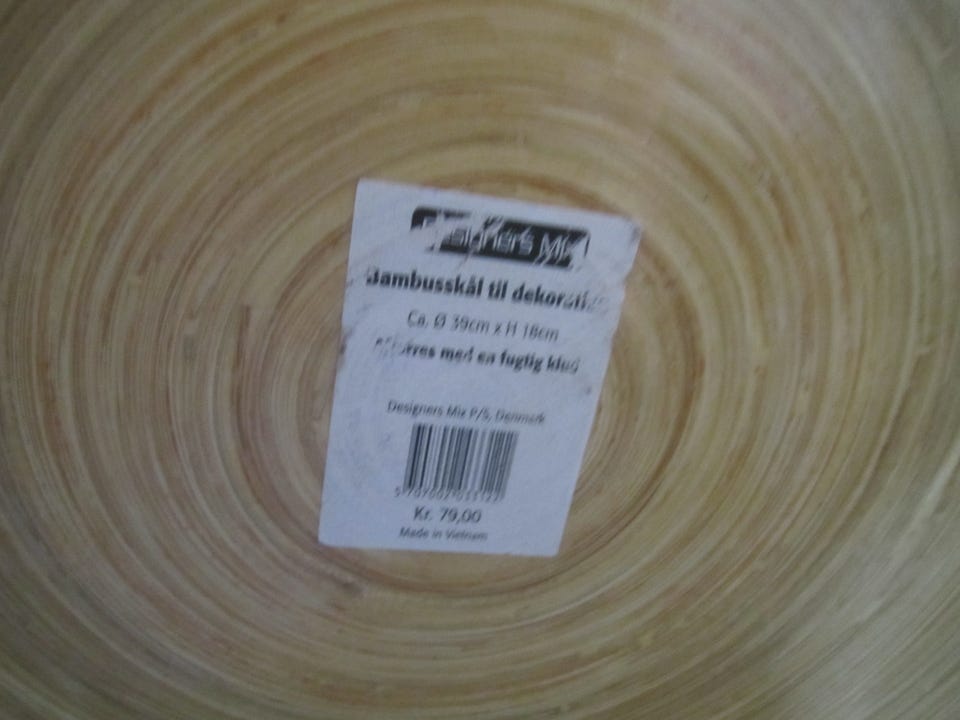 Designers Mix
Bambusskål til dekoration
Ca. Ø 39cm x H 18cm
Aftørres med en fugtig klud
Designers Mix P/S, Denmark
Kr. 79,00
Made in Vietnam